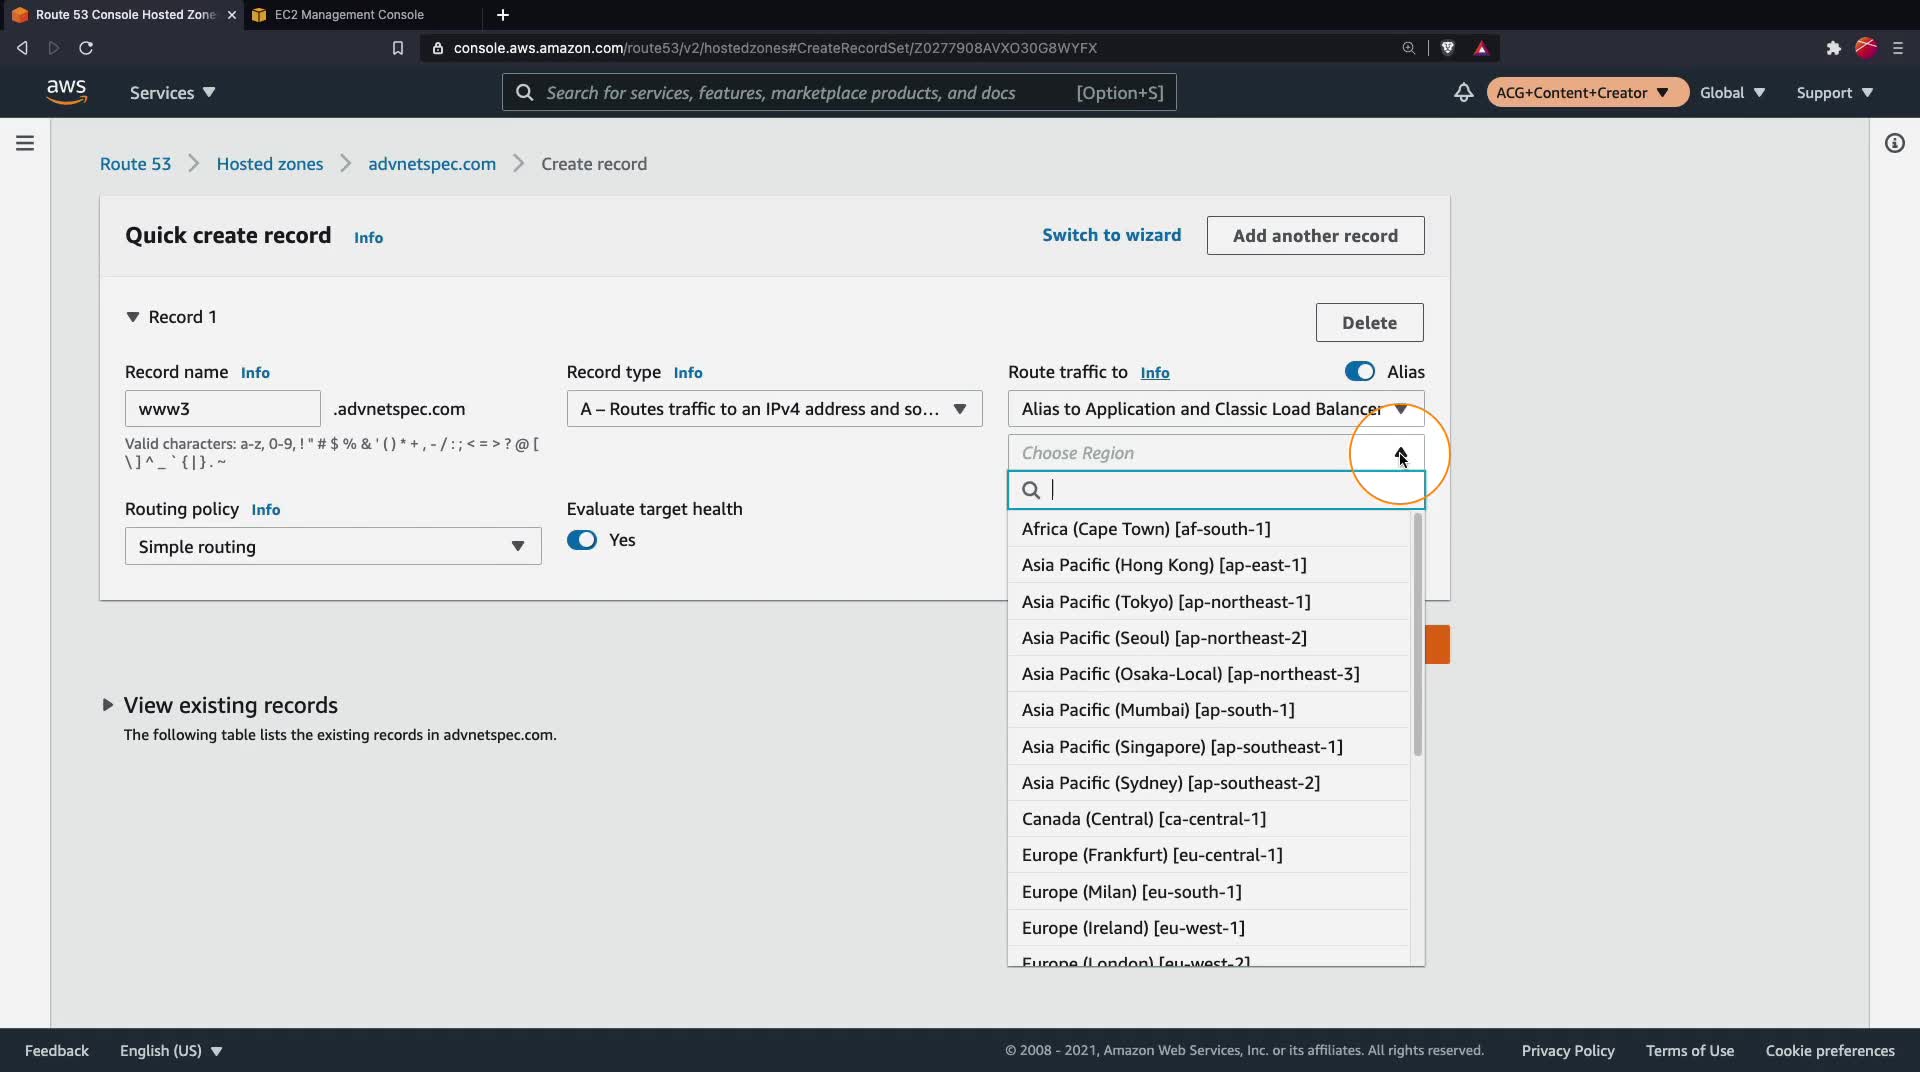 Route 53 Console Hosted Zone
EC2 Management Console
console.aws.amazon.com/route53/v2/hostedzones#CreateRecordSet/Z0277908AVXO30G8WYFX
aws
Services
Search for services, features, marketplace products, and docs [Option+S]
ACG+Content+Creator
Global
Support
Route 53 Hosted zones advnetspec.com Create record
Quick create record Info
Switch to wizard
Add another record
Record 1
Delete
Record name Info
www3 .advnetspec.com
Valid characters: a-z, 0-9, ! " # $ % & ' ( ) * + , - / : ; < = > ? @ [
\ ] ^ _ ` { | } . ~
Record type Info
A – Routes traffic to an IPv4 address and so...
Route traffic to Info
Alias
Alias to Application and Classic Load Balancer
Choose Region
Routing policy Info
Simple routing
Evaluate target health
Yes
Africa (Cape Town) [af-south-1]
Asia Pacific (Hong Kong) [ap-east-1]
Asia Pacific (Tokyo) [ap-northeast-1]
Asia Pacific (Seoul) [ap-northeast-2]
Asia Pacific (Osaka-Local) [ap-northeast-3]
Asia Pacific (Mumbai) [ap-south-1]
Asia Pacific (Singapore) [ap-southeast-1]
Asia Pacific (Sydney) [ap-southeast-2]
Canada (Central) [ca-central-1]
Europe (Frankfurt) [eu-central-1]
Europe (Milan) [eu-south-1]
Europe (Ireland) [eu-west-1]
Europe (London) [eu-west-2]
View existing records
The following table lists the existing records in advnetspec.com.
Feedback
English (US)
© 2008 - 2021, Amazon Web Services, Inc. or its affiliates. All rights reserved.
Privacy Policy
Terms of Use
Cookie preferences